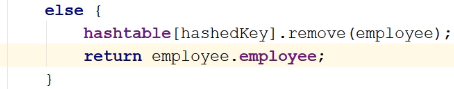 else {
hashtable[hashedKey].remove(employee);
return employee.employee;
}